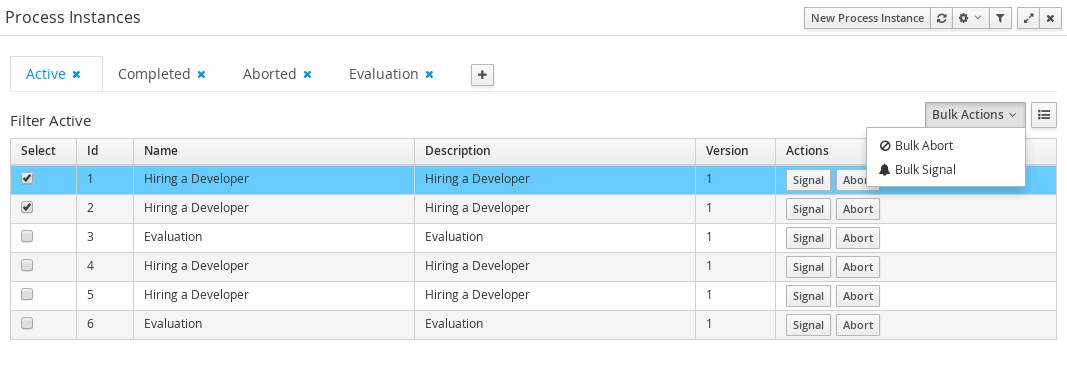 Process Instances
New Process Instance
Active Completed Aborted Evaluation
Filter Active
Bulk Actions
Bulk Abort
Bulk Signal
Select Id Name Description Version Actions
1 Hiring a Developer Hiring a Developer 1 Signal Abor
2 Hiring a Developer Hiring a Developer 1 Signal Abort
3 Evaluation Evaluation 1 Signal Abort
4 Hiring a Developer Hiring a Developer 1 Signal Abort
5 Hiring a Developer Hiring a Developer 1 Signal Abort
6 Evaluation Evaluation 1 Signal Abort